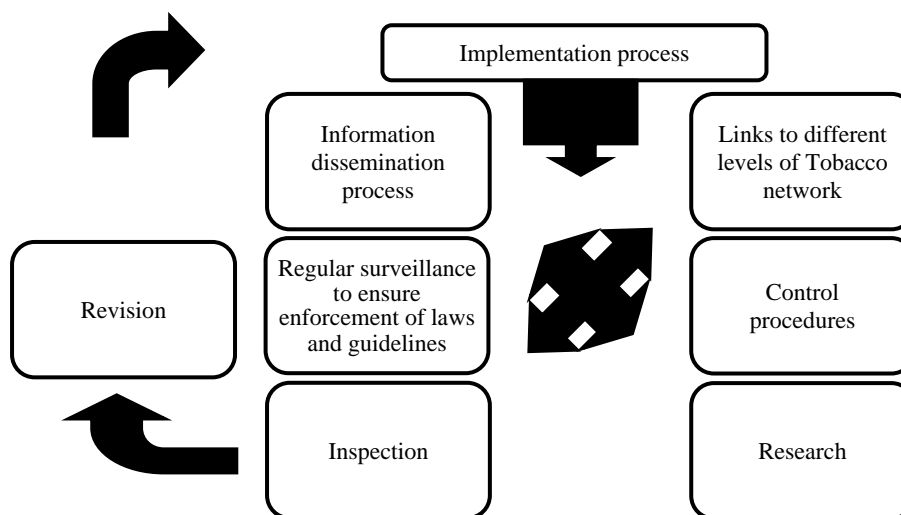 Implementation process
Information
dissemination
process
Links to different
levels of Tobacco
network
Revision
Regular surveillance
to ensure
enforcement of laws
and guidelines
Control
procedures
Inspection
Research